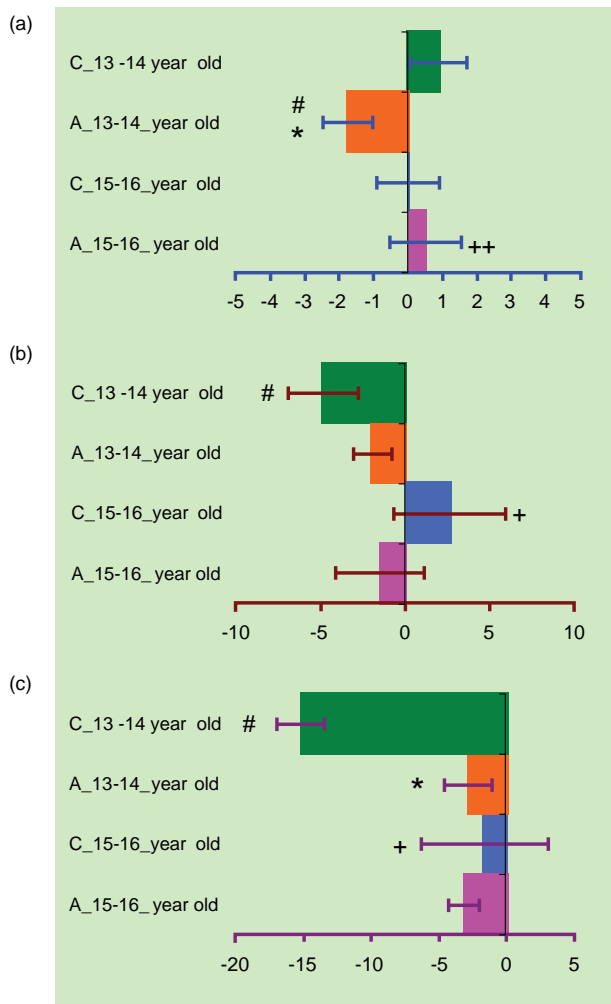 (a)
C_13 -14 year old
#
A_13-14_year old
*
C_15-16_year old
A_15-16_year old
++
-5 -4 -3 -2 -1 0 1 2 3 4 5
(b)
C_13 -14 year old
#
A_13-14_year old
C_15-16_year old
+
A_15-16_ year old
-10 -5 0 5 10
(c)
C_13 -14 year old
#
A_13-14_year old
*
C_15-16_year old
+
A_15-16_ year old
-20 -15 -10 -5 0 5